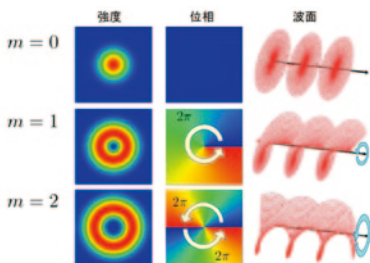 強度 位相 波面
m = 0
m = 1
2π
m = 2
2π
2π